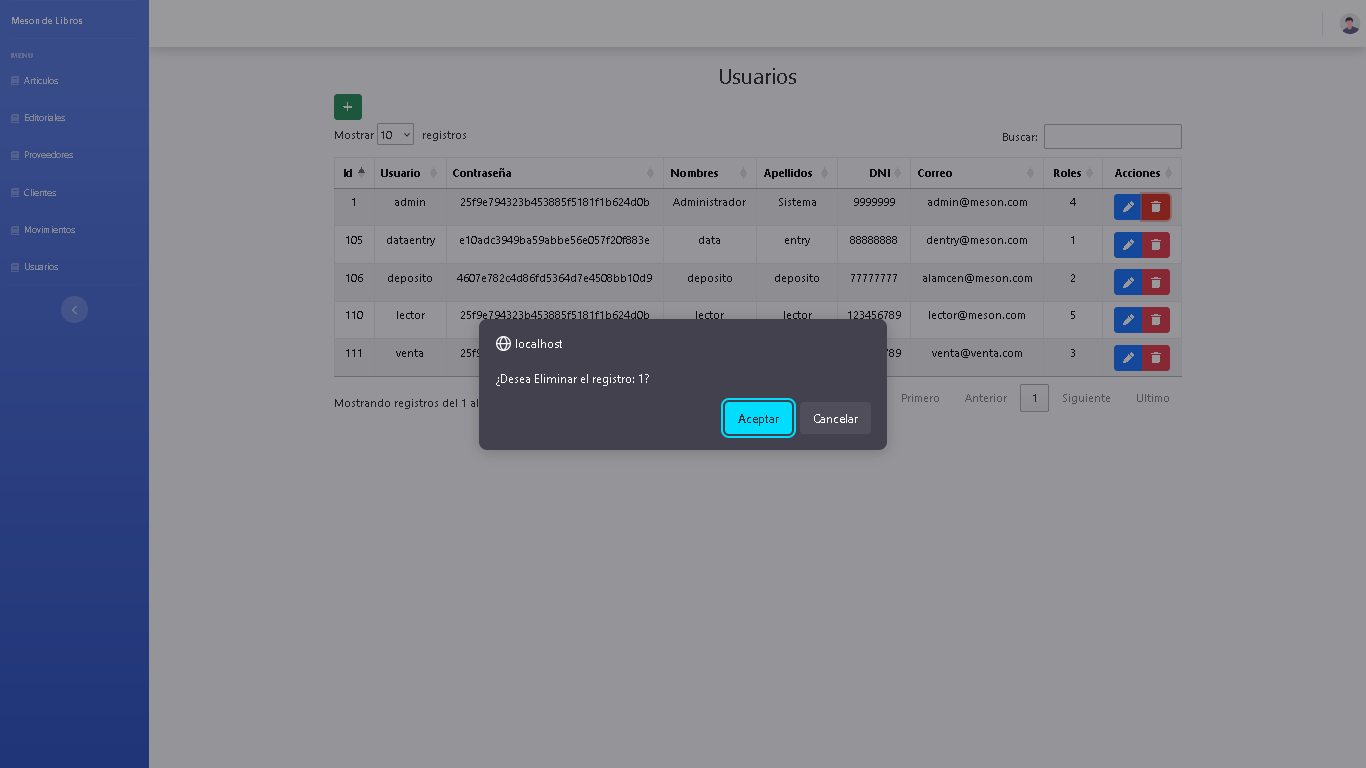 Meson de Libros
MENU
Articulos
Editoriales
Proveedores
Clientes
Movimientos
Usuarios
Usuarios
+
Mostrar 10 registros
Buscar:
Id Usuario Contraseña Nombres Apellidos DNI Correo Roles Acciones
1 admin 25f9e794323b453885f5181f1b624d0b Administrador Sistema 9999999 admin@meson.com 4
105 dataentry e10adc3949ba59abbe56e057f20f883e data entry 88888888 dentry@meson.com 1
106 deposito 4607e782c4d86fd5364d7e4508bb10d9 deposito deposito 77777777 alamcen@meson.com 2
110 lector 25f9e794323b453885f5181f1b624d0b lector lector 123456789 lector@meson.com 5
111 venta 25f9 789 venta@venta.com 3
Mostrando registros del 1 al
Primero Anterior 1 Siguiente Ultimo
localhost
¿Desea Eliminar el registro: 1?
Aceptar Cancelar